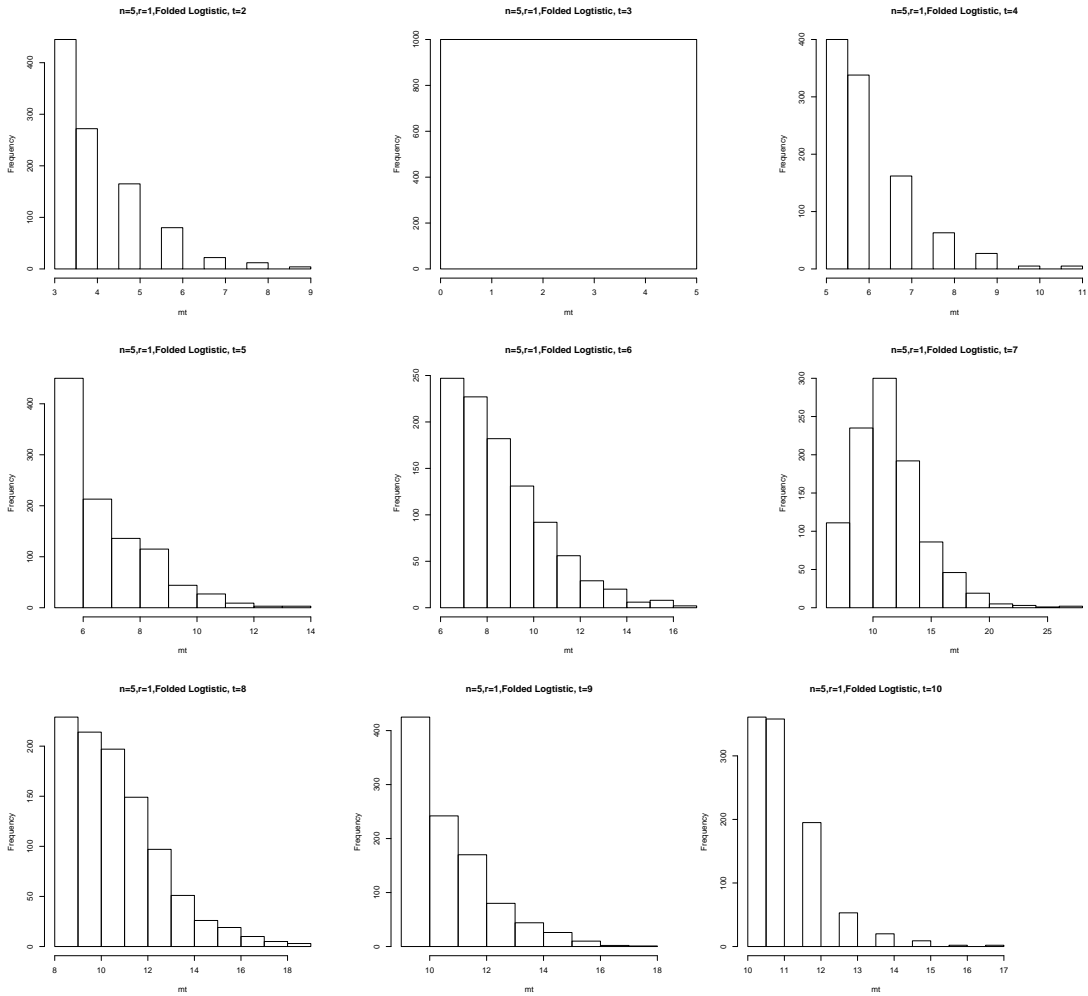 n=5,r=1,Folded Logtistic, t=2
Frequency
0 100 200 300 400
3 4 5 6 7 8 9
mt
n=5,r=1,Folded Logtistic, t=3
Frequency
0 200 400 600 800 1000
0 1 2 3 4 5
mt
n=5,r=1,Folded Logtistic, t=4
Frequency
0 100 200 300 400
5 6 7 8 9 10 11
mt
n=5,r=1,Folded Logtistic, t=5
Frequency
0 100 200 300 400
6 8 10 12 14
mt
n=5,r=1,Folded Logtistic, t=6
Frequency
0 50 100 150 200 250
6 8 10 12 14 16
mt
n=5,r=1,Folded Logtistic, t=7
Frequency
0 50 100 150 200 250 300
10 15 20 25
mt
n=5,r=1,Folded Logtistic, t=8
Frequency
0 50 100 150 200
8 10 12 14 16 18
mt
n=5,r=1,Folded Logtistic, t=9
Frequency
0 100 200 300 400
10 12 14 16 18
mt
n=5,r=1,Folded Logtistic, t=10
Frequency
0 100 200 300
10 11 12 13 14 15 16 17
mt